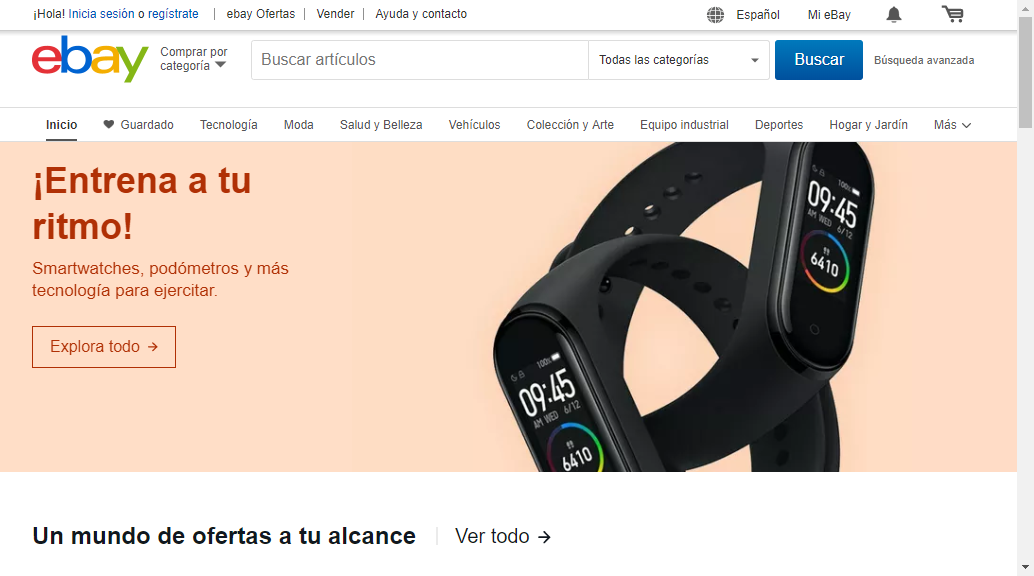 ¡Hola! Inicia sesión o regístrate
ebay Ofertas
Vender
Ayuda y contacto
Español
Mi eBay
ebay
Comprar por
categoría
Buscar artículos
Todas las categorías
Buscar
Búsqueda avanzada
Inicio
Guardado
Tecnología
Moda
Salud y Belleza
Vehículos
Colección y Arte
Equipo industrial
Deportes
Hogar y Jardín
Más
¡Entrena a tu
ritmo!
Smartwatches, podómetros y más
tecnología para ejercitar.
Explora todo →
100%
09:45
AM WED 6/12
6410
100%
09:45
AM WED 6/12
6410
Un mundo de ofertas a tu alcance
Ver todo →